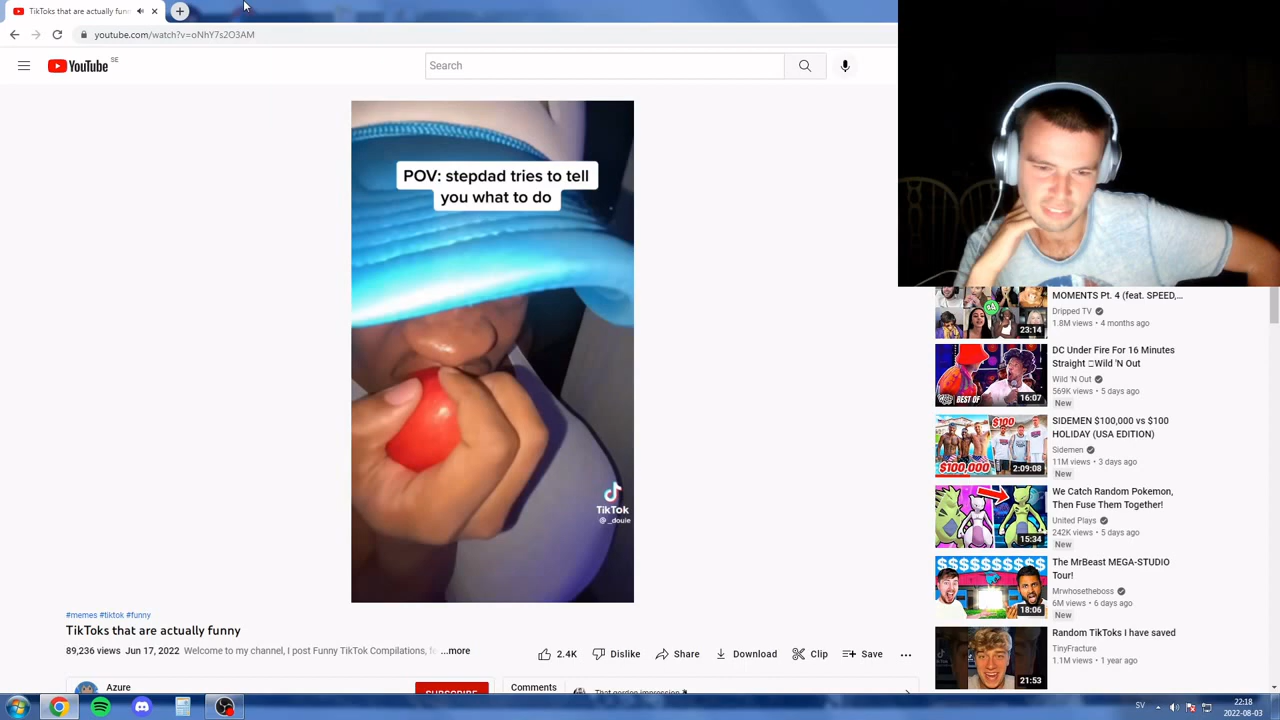 TikToks that are actually funn
youtube.com/watch?v=oNhY7s2O3AM
YouTube SE
Search
POV: stepdad tries to tell
you what to do
TikTok
@_douie
#memes #tiktok #funny
TikToks that are actually funny
89,236 views Jun 17, 2022 Welcome to my channel, I post Funny TikTok Compilations, ...more
2.4K Dislike Share Download Clip Save
Azure
SUBSCRIBE
Comments
MOMENTS Pt. 4 (feat. SPEED,...
Dripped TV
1.8M views • 4 months ago
23:14
DC Under Fire For 16 Minutes
Straight Wild 'N Out
Wild 'N Out
569K views • 5 days ago
New
BEST OF
16:07
SIDEMEN $100,000 vs $100
HOLIDAY (USA EDITION)
Sidemen
11M views • 3 days ago
New
$100
$100,000
2:09:08
We Catch Random Pokemon,
Then Fuse Them Together!
United Plays
242K views • 5 days ago
New
15:34
The MrBeast MEGA-STUDIO
Tour!
Mrwhosetheboss
6M views • 6 days ago
New
18:06
Random TikToks I have saved
TinyFracture
1.1M views • 1 year ago
21:53
SV
22:18
2022-08-03